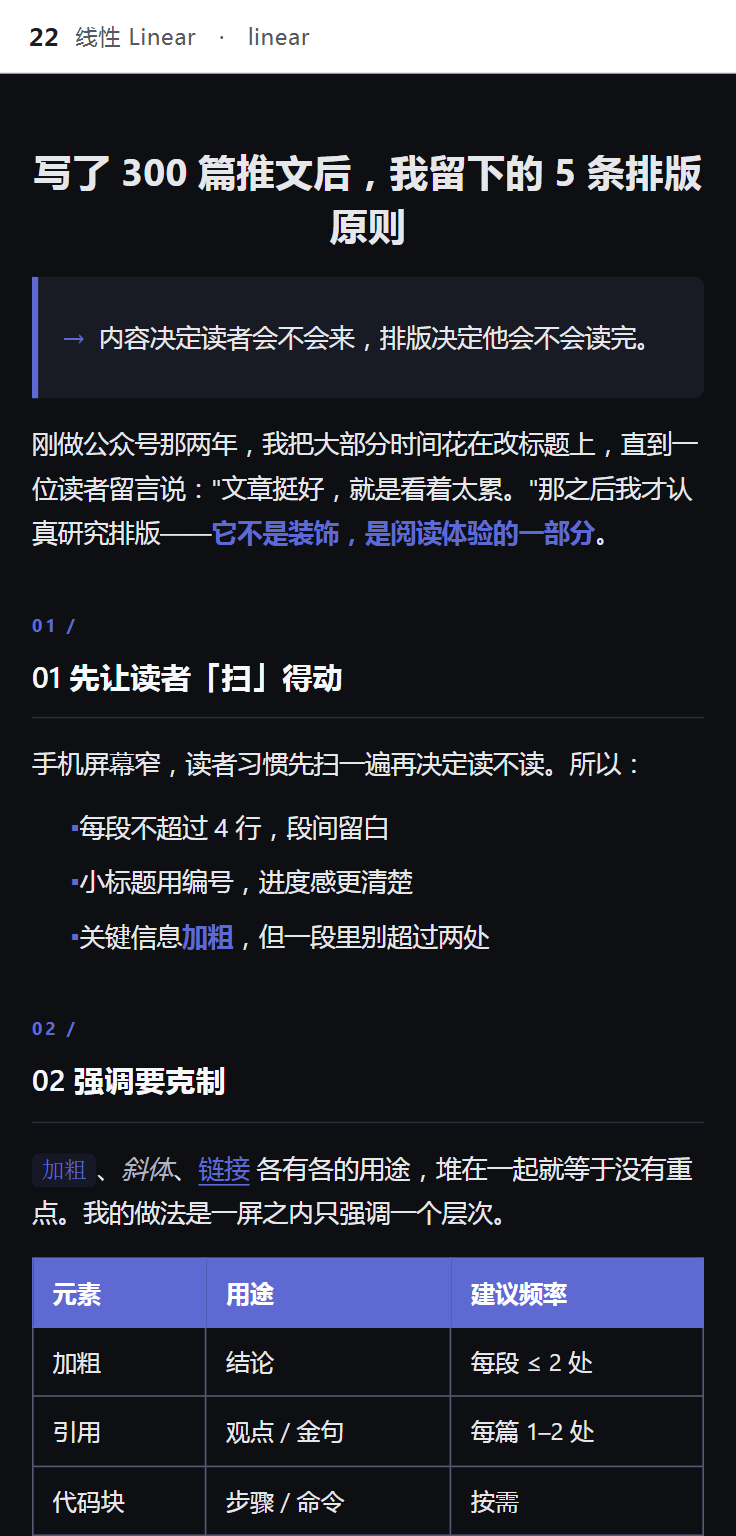 22 线性 Linear · linear
写了 300 篇推文后，我留下的 5 条排版
原则
→ 内容决定读者会不会来，排版决定他会不会读完。
刚做公众号那两年，我把大部分时间花在改标题上，直到一
位读者留言说："文章挺好，就是看着太累。"那之后我才认
真研究排版——它不是装饰，是阅读体验的一部分。
01 /
01 先让读者「扫」得动
手机屏幕窄，读者习惯先扫一遍再决定读不读。所以：
▪每段不超过 4 行，段间留白
▪小标题用编号，进度感更清楚
▪关键信息加粗，但一段里别超过两处
02 /
02 强调要克制
加粗、斜体、链接 各有各的用途，堆在一起就等于没有重
点。我的做法是一屏之内只强调一个层次。
元素 用途 建议频率
加粗 结论 每段 ≤ 2 处
引用 观点 / 金句 每篇 1–2 处
代码块 步骤 / 命令 按需